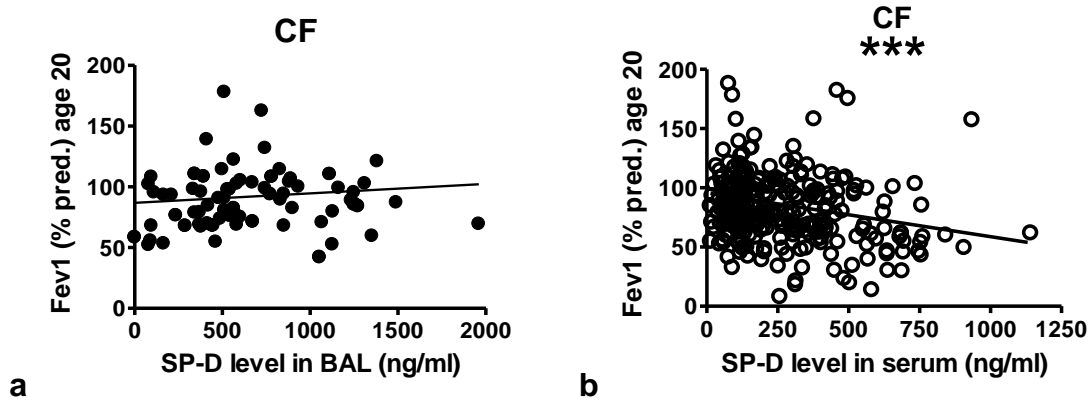 CF
Fev1 (% pred.) age 20
200
150
100
50
0
0 500 1000 1500 2000
SP-D level in BAL (ng/ml)
a
CF
***
Fev1 (% pred.) age 20
200
150
100
50
0
0 250 500 750 1000 1250
SP-D level in serum (ng/ml)
b